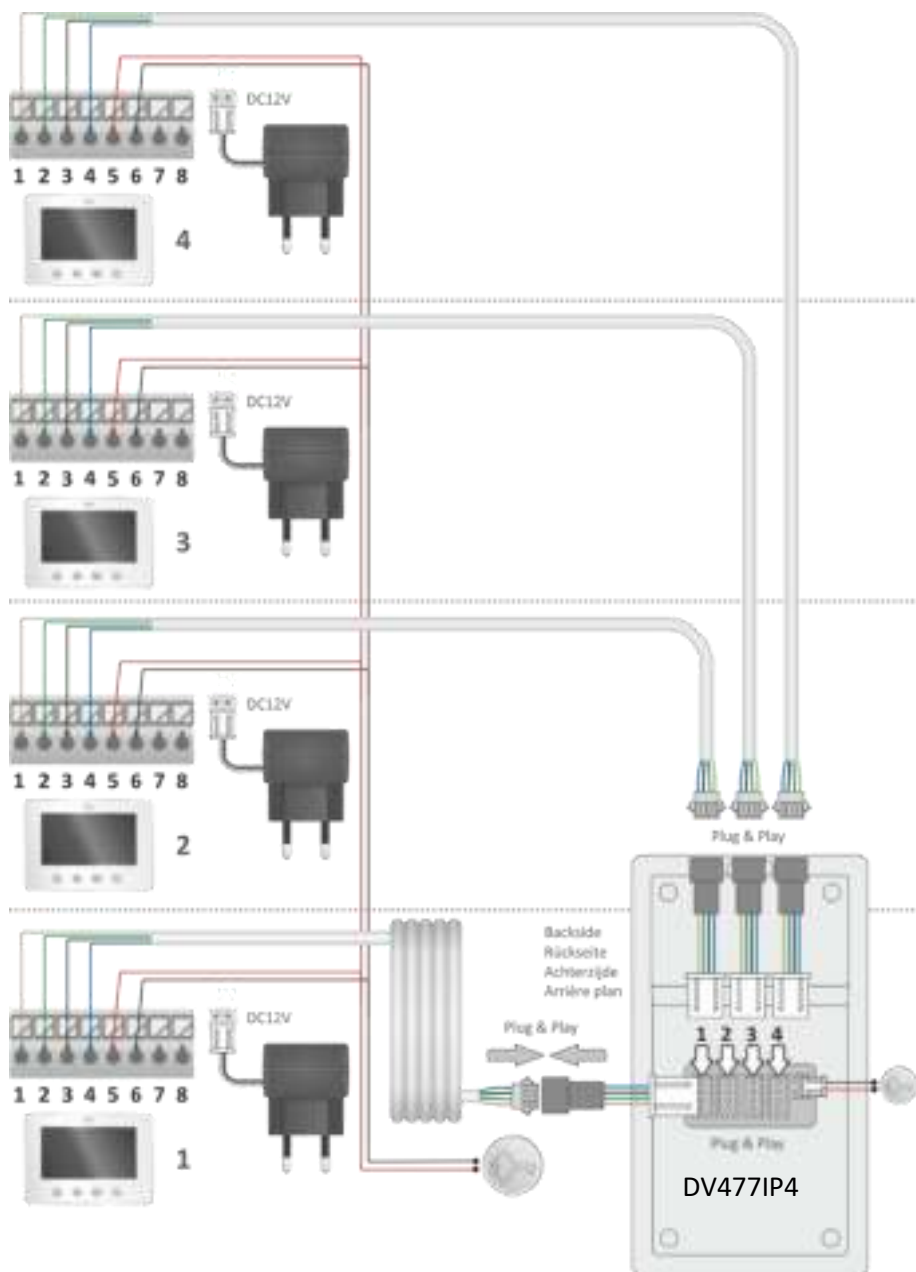 DC12V
1 2 3 4 5 6 7 8
4
DC12V
1 2 3 4 5 6 7 8
3
DC12V
1 2 3 4 5 6 7 8
2
Plug & Play
Backside
Rückseite
Achterzijde
Arrière plan
DC12V
Plug & Play
1 2 3 4
1 2 3 4 5 6 7 8
1
Plug & Play
DV477IP4